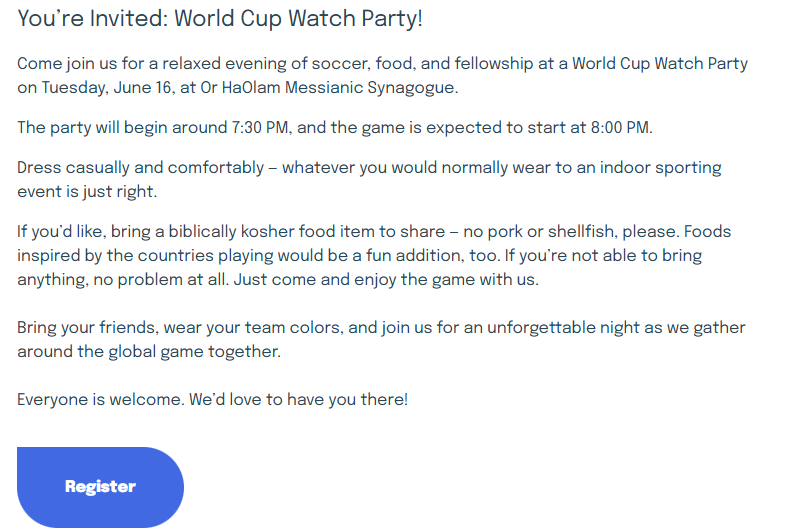 You’re Invited: World Cup Watch Party!
Come join us for a relaxed evening of soccer, food, and fellowship at a World Cup Watch Party
on Tuesday, June 16, at Or HaOlam Messianic Synagogue.
The party will begin around 7:30 PM, and the game is expected to start at 8:00 PM.
Dress casually and comfortably – whatever you would normally wear to an indoor sporting
event is just right.
If you’d like, bring a biblically kosher food item to share – no pork or shellfish, please. Foods
inspired by the countries playing would be a fun addition, too. If you’re not able to bring
anything, no problem at all. Just come and enjoy the game with us.
Bring your friends, wear your team colors, and join us for an unforgettable night as we gather
around the global game together.
Everyone is welcome. We’d love to have you there!
Register